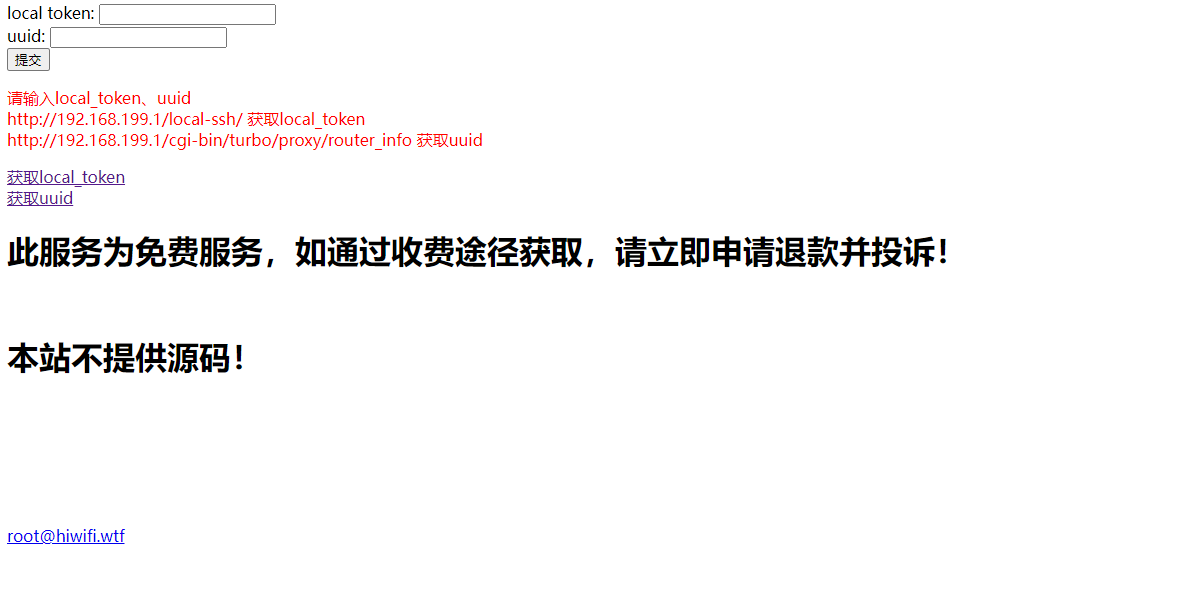 local token:
uuid:
提交
请输入local_token、uuid
http://192.168.199.1/local-ssh/ 获取local_token
http://192.168.199.1/cgi-bin/turbo/proxy/router_info 获取uuid
获取local_token
获取uuid
此服务为免费服务，如通过收费途径获取，请立即申请退款并投诉！
本站不提供源码！
root@hiwifi.wtf